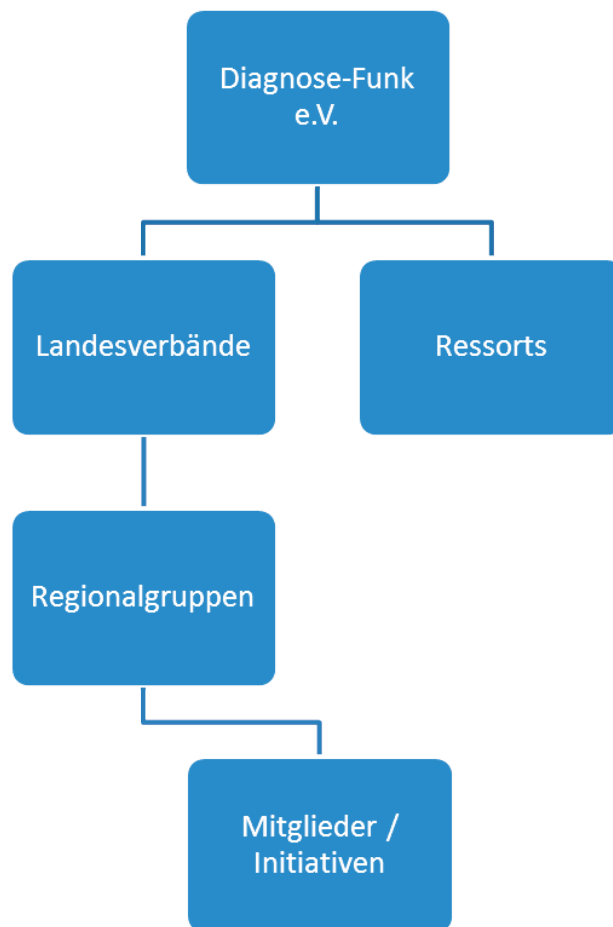 Diagnose-Funk
e.V.
Landesverbände
Ressorts
Regionalgruppen
Mitglieder /
Initiativen